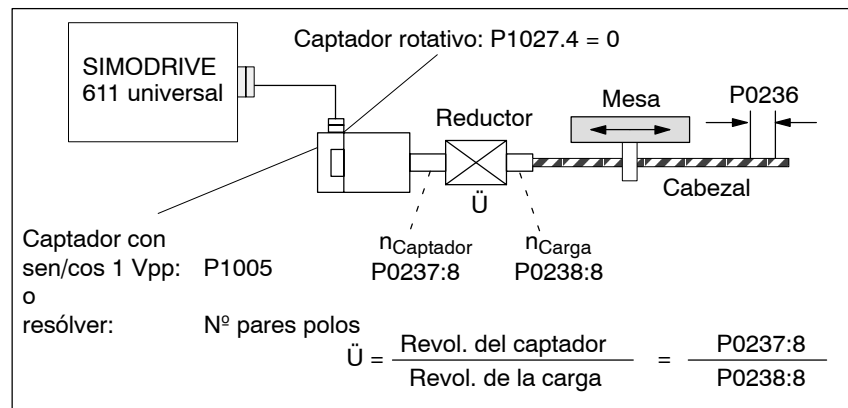 Captador rotativo: P1027.4 = 0
SIMODRIVE
611 universal
Reductor
Mesa
P0236
Cabezal
Ü
Captador con
sen/cos 1 Vpp: P1005
o
resólver: Nº pares polos
nCaptador
P0237:8
nCarga
P0238:8
Ü = Revol. del captador = P0237:8
Revol. de la carga P0238:8